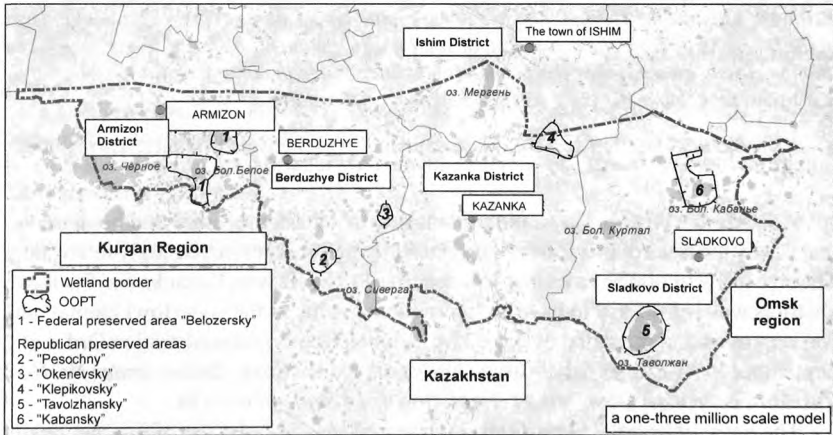 The town of ISHIM
Ishim District
оз. Мергень
ARMIZON
1
4
Armizon
District
BERDUZHYE
оз. Чёрное
оз. Бол.Белое
Berduzhye District
Kazanka District
1
6
KAZANKA
3
оз. Бол. Кабанье
оз. Бол. Куртал
Kurgan Region
SLADKOVO
2
Wetland border
оз. Сиверга
Sladkovo District
OOPT
Omsk
region
1 - Federal preserved area "Belozersky"
5
Republican preserved areas
оз. Таволжан
2 - "Pesochny"
3 - "Okenevsky"
Kazakhstan
4 - "Klepikovsky"
5 - "Tavolzhansky"
6 - "Kabansky"
a one-three million scale model